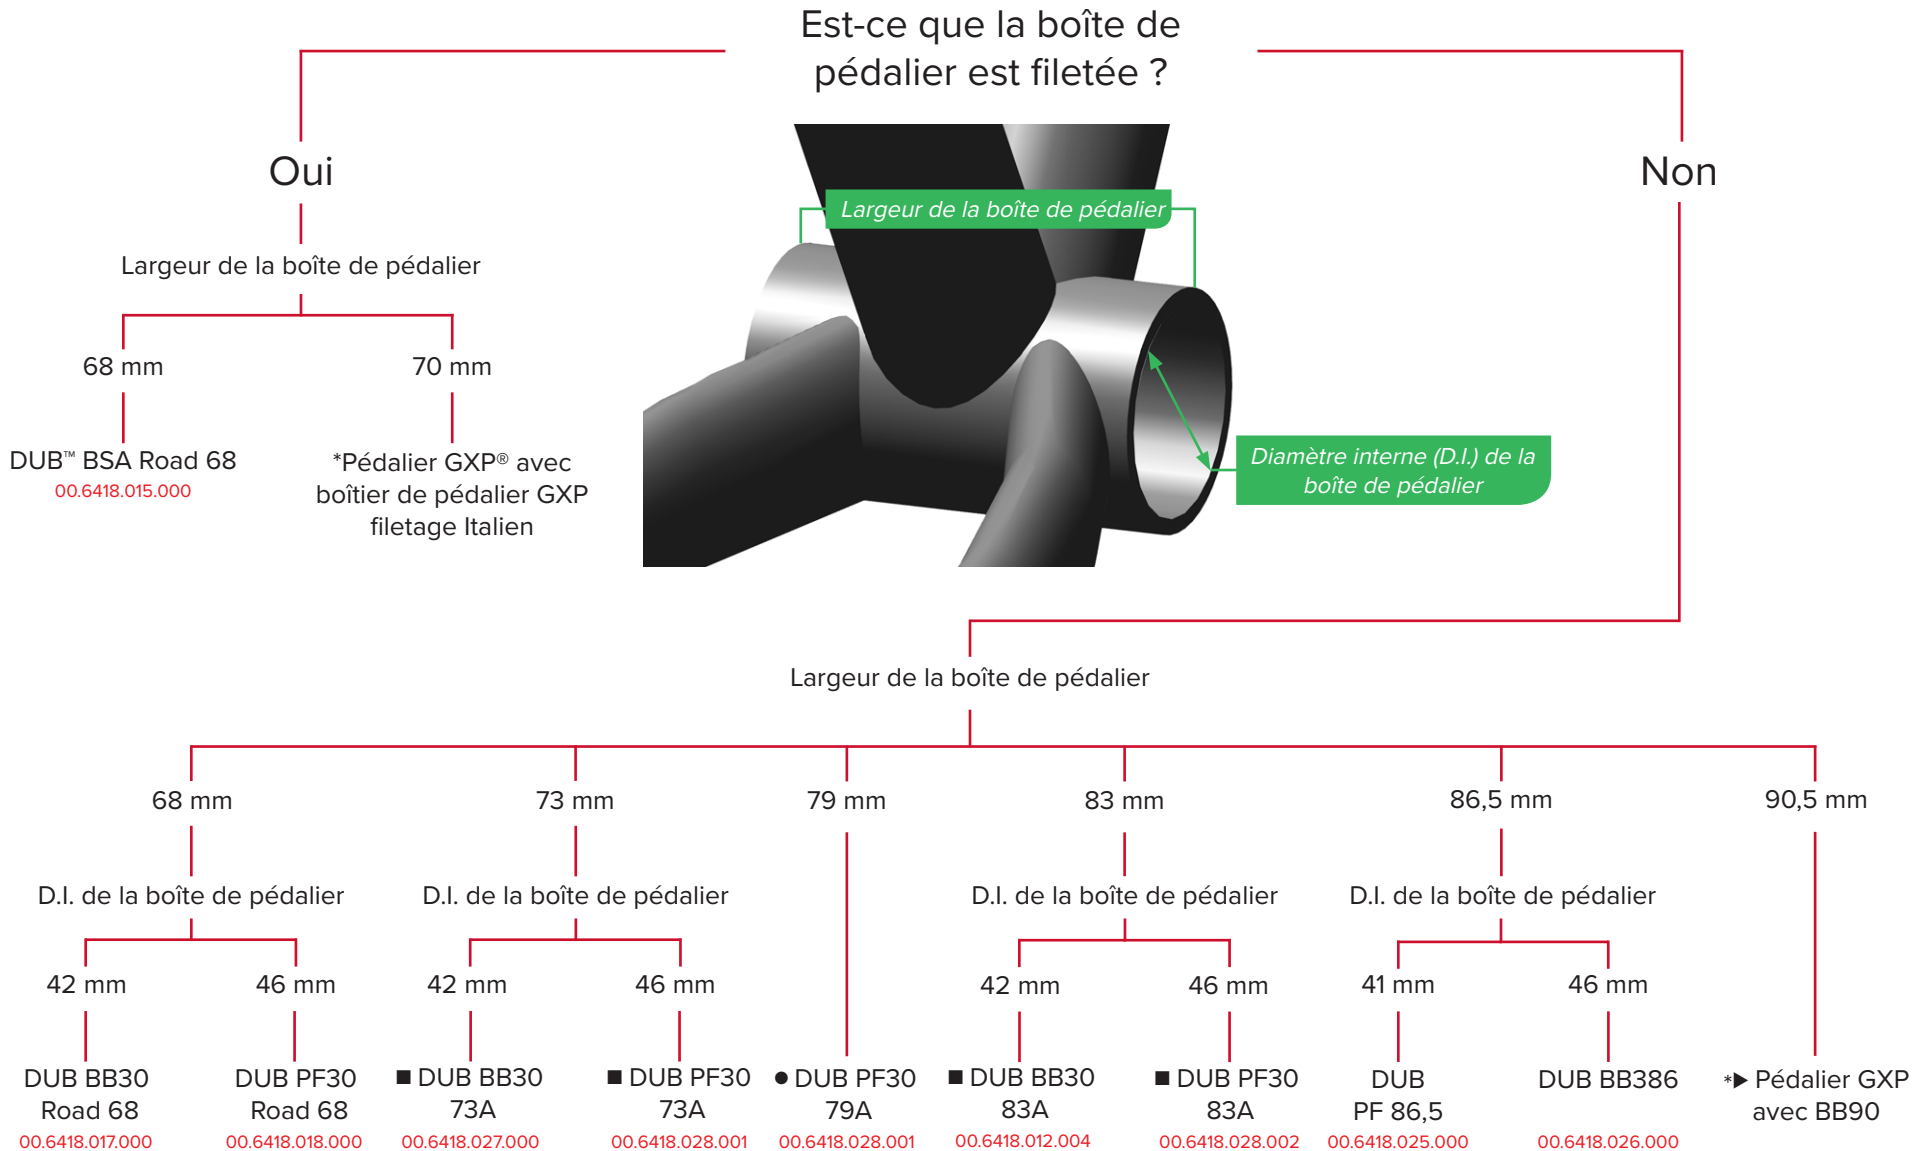 Est-ce que la boîte de
pédalier est filetée ?
Oui
Non
Largeur de la boîte de pédalier
Largeur de la boîte de pédalier
68 mm
70 mm
DUB™ BSA Road 68
00.6418.015.000
*Pédalier GXP® avec
boîtier de pédalier GXP
filetage Italien
Diamètre interne (D.I.) de la
boîte de pédalier
Largeur de la boîte de pédalier
68 mm
73 mm
79 mm
83 mm
86,5 mm
90,5 mm
D.I. de la boîte de pédalier
D.I. de la boîte de pédalier
D.I. de la boîte de pédalier
D.I. de la boîte de pédalier
42 mm
46 mm
42 mm
46 mm
42 mm
46 mm
41 mm
46 mm
DUB BB30
Road 68
00.6418.017.000
DUB PF30
Road 68
00.6418.018.000
■ DUB BB30
73A
00.6418.027.000
■ DUB PF30
73A
00.6418.028.001
● DUB PF30
79A
00.6418.028.001
■ DUB BB30
83A
00.6418.012.004
■ DUB PF30
83A
00.6418.028.002
DUB
PF 86,5
00.6418.025.000
DUB BB386
00.6418.026.000
*▶ Pédalier GXP
avec BB90